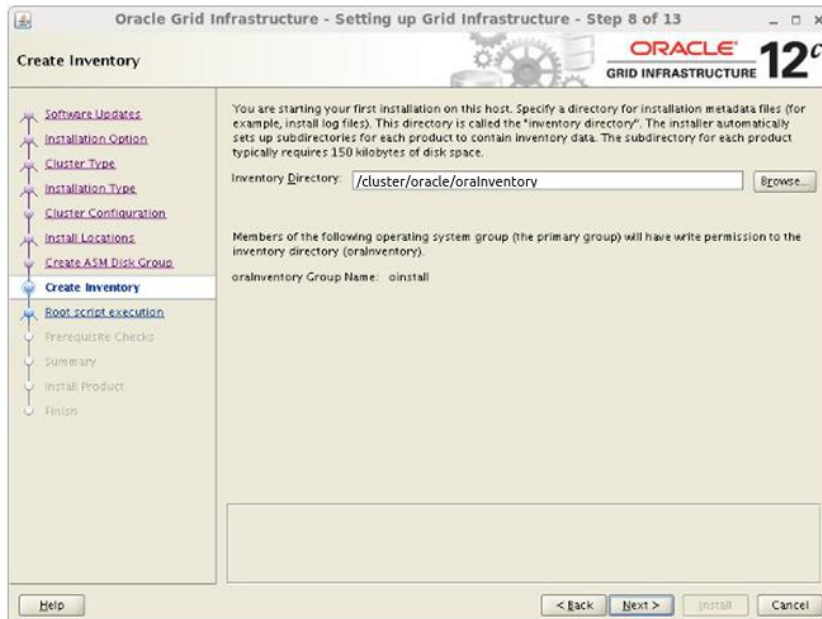 Oracle Grid Infrastructure - Setting up Grid Infrastructure - Step 8 of 13
Create Inventory
ORACLE
GRID INFRASTRUCTURE
12c
Software Updates
Installation Option
Cluster Type
Installation Type
Cluster Configuration
Install Locations
Create ASM Disk Group
Create Inventory
Root script execution
Prerequisite Checks
Summary
Install Product
Finish
You are starting your first installation on this host. Specify a directory for installation metadata files (for
example, install log files). This directory is called the "inventory directory". The installer automatically
sets up subdirectories for each product to contain inventory data. The subdirectory for each product
typically requires 150 kilobytes of disk space.
Inventory Directory: /cluster/oracle/oraInventory Browse...
Members of the following operating system group (the primary group) will have write permission to the
inventory directory (oraInventory).
oraInventory Group Name: oinstall
Help < Back Next > Install Cancel